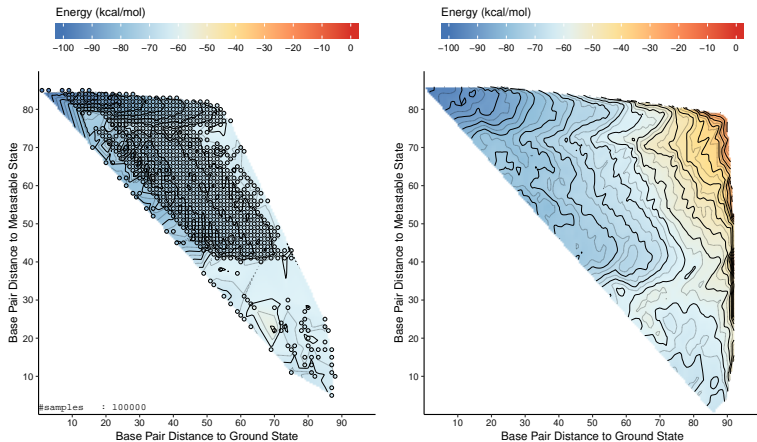 Energy (kcal/mol)
−100 −90 −80 −70 −60 −50 −40 −30 −20 −10 0
Base Pair Distance to Metastable State
80
70
60
50
40
30
20
10
#samples : 100000
10 20 30 40 50 60 70 80 90
Base Pair Distance to Ground State
Energy (kcal/mol)
−100 −90 −80 −70 −60 −50 −40 −30 −20 −10 0
Base Pair Distance to Metastable State
80
70
60
50
40
30
20
10
10 20 30 40 50 60 70 80 90
Base Pair Distance to Ground State